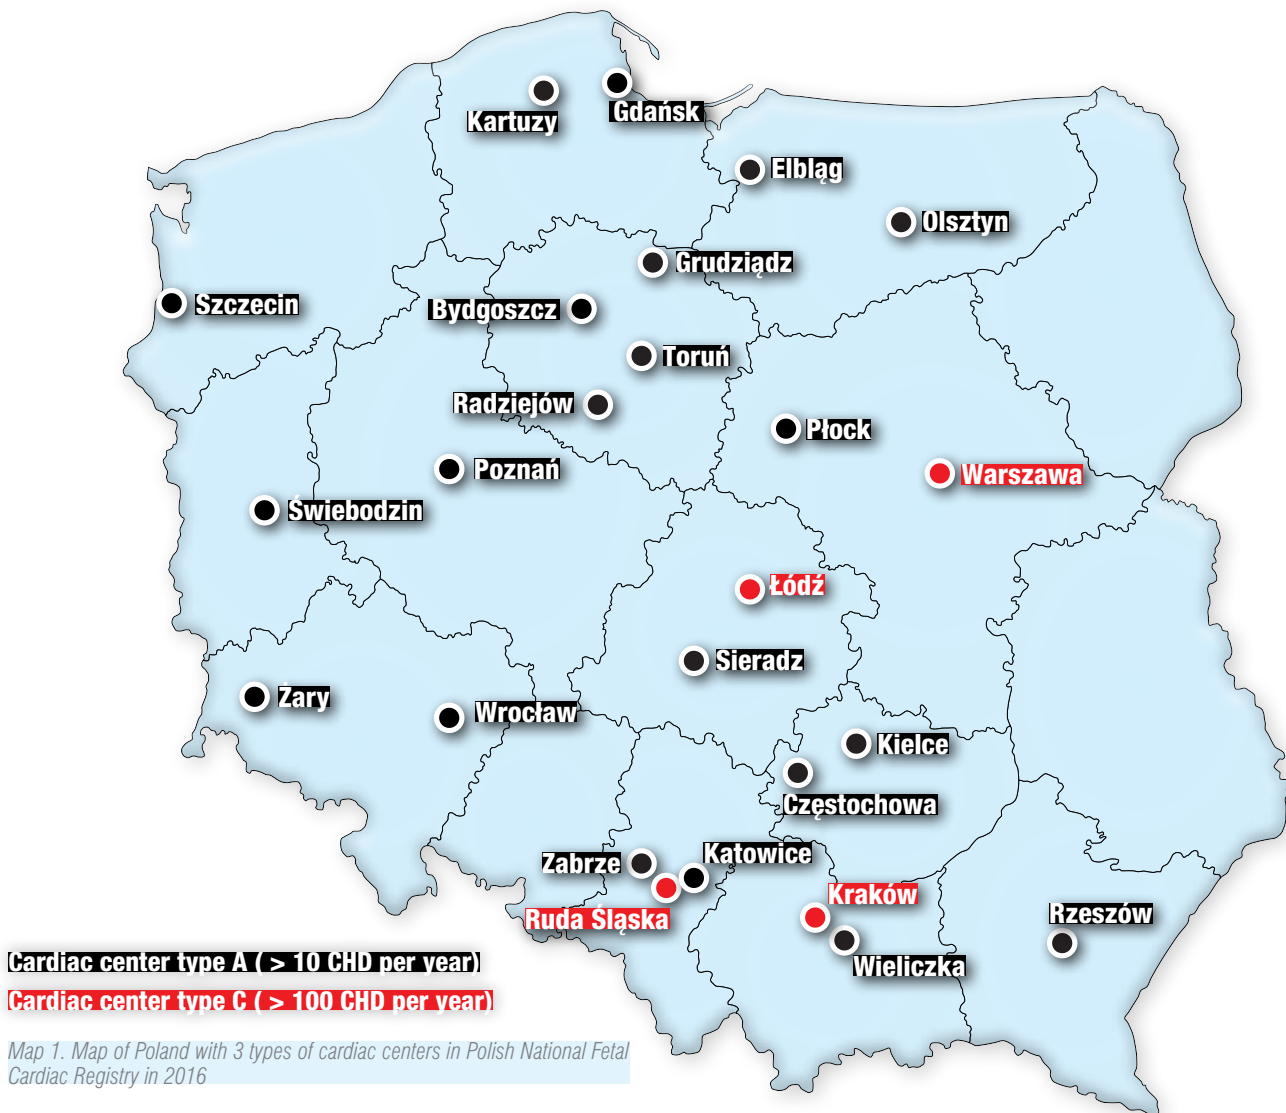 Kartuzy
Gdańsk
Elbląg
Olsztyn
Grudziądz
Szczecin
Bydgoszcz
Toruń
Radziejów
Płock
Poznań
Warszawa
Świebodzin
Łódź
Sieradz
Żary
Wrocław
Kielce
Częstochowa
Zabrze
Katowice
Ruda Śląska
Kraków
Rzeszów
Wieliczka
Cardiac center type A ( > 10 CHD per year)
Cardiac center type C ( > 100 CHD per year)
Map 1. Map of Poland with 3 types of cardiac centers in Polish National Fetal
Cardiac Registry in 2016